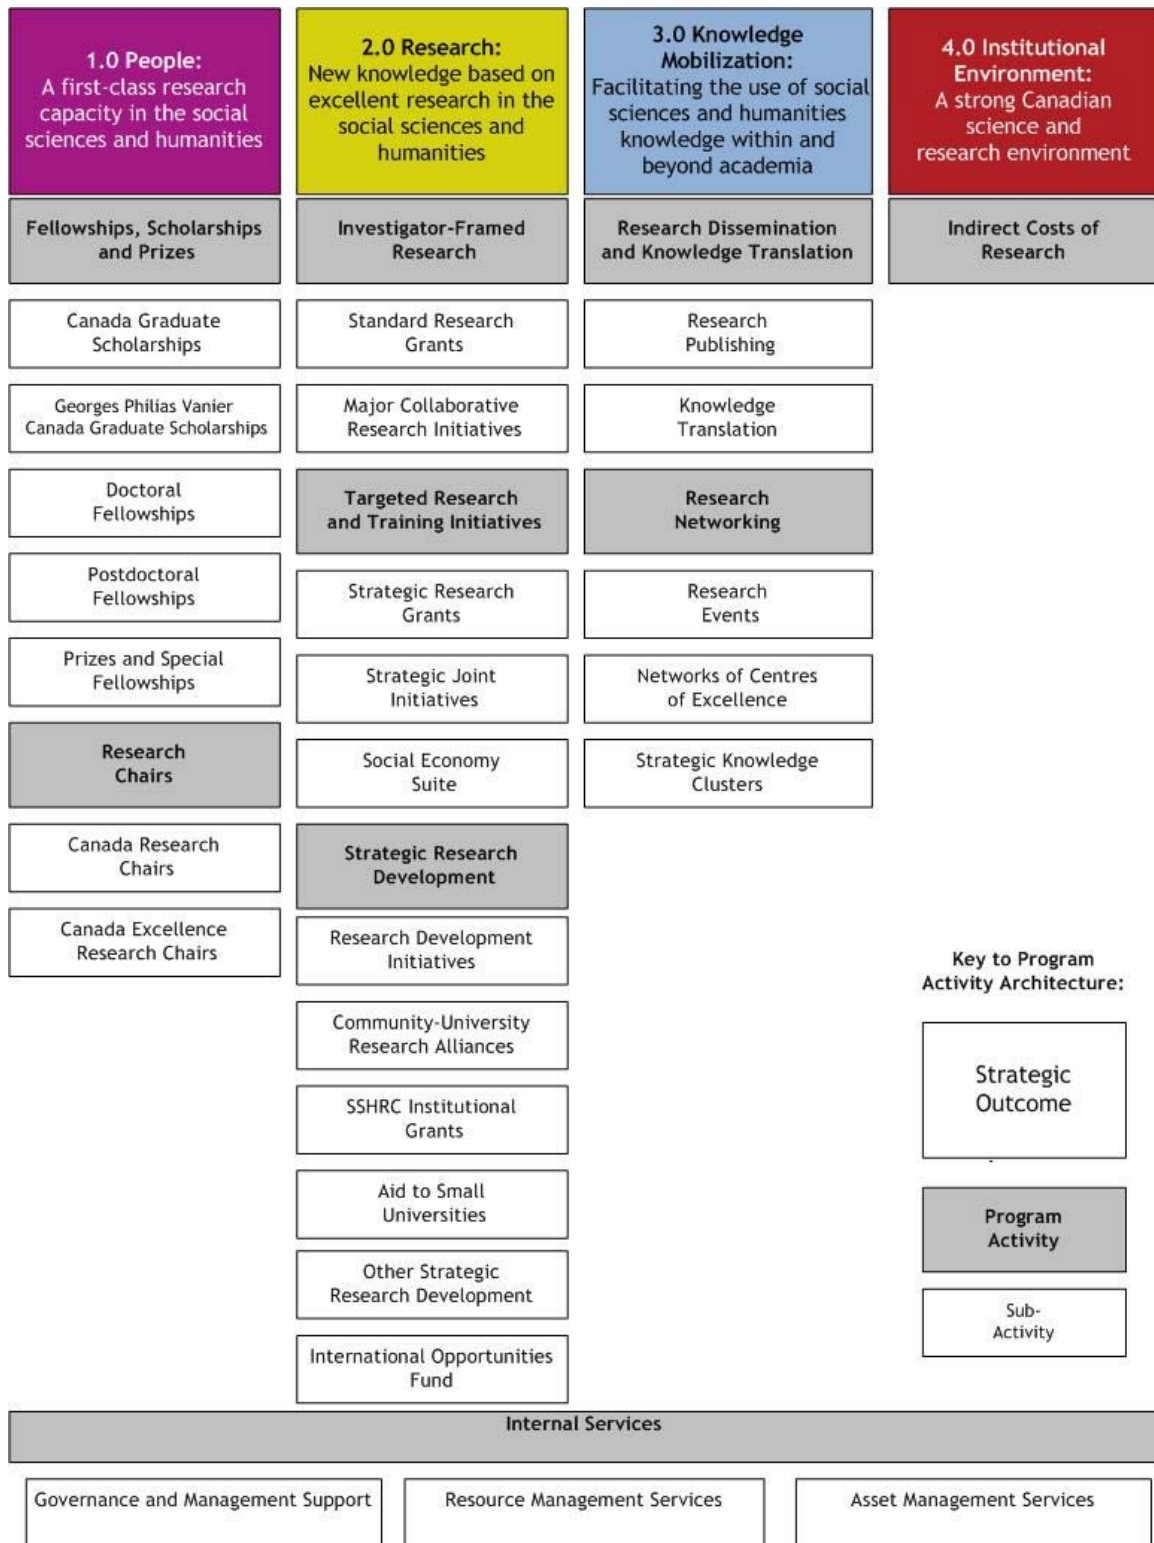 1.0 People:
A first-class research
capacity in the social
sciences and humanities
Fellowships, Scholarships
and Prizes
Canada Graduate
Scholarships
Georges Philias Vanier
Canada Graduate Scholarships
Doctoral
Fellowships
Postdoctoral
Fellowships
Prizes and Special
Fellowships
Research
Chairs
Canada Research
Chairs
Canada Excellence
Research Chairs
2.0 Research:
New knowledge based on
excellent research in the
social sciences and
humanities
Investigator-Framed
Research
Standard Research
Grants
Major Collaborative
Research Initiatives
Targeted Research
and Training Initiatives
Strategic Research
Grants
Strategic Joint
Initiatives
Social Economy
Suite
Strategic Research
Development
Research Development
Initiatives
Community-University
Research Alliances
SSHRC Institutional
Grants
Aid to Small
Universities
Other Strategic
Research Development
International Opportunities
Fund
3.0 Knowledge
Mobilization:
Facilitating the use of social
sciences and humanities
knowledge within and
beyond academia
Research Dissemination
and Knowledge Translation
Research
Publishing
Knowledge
Translation
Research
Networking
Research
Events
Networks of Centres
of Excellence
Strategic Knowledge
Clusters
4.0 Institutional
Environment:
A strong Canadian
science and
research environment
Indirect Costs of
Research
Key to Program
Activity Architecture:
Strategic
Outcome
Program
Activity
Sub-
Activity
Internal Services
Governance and Management Support
Resource Management Services
Asset Management Services